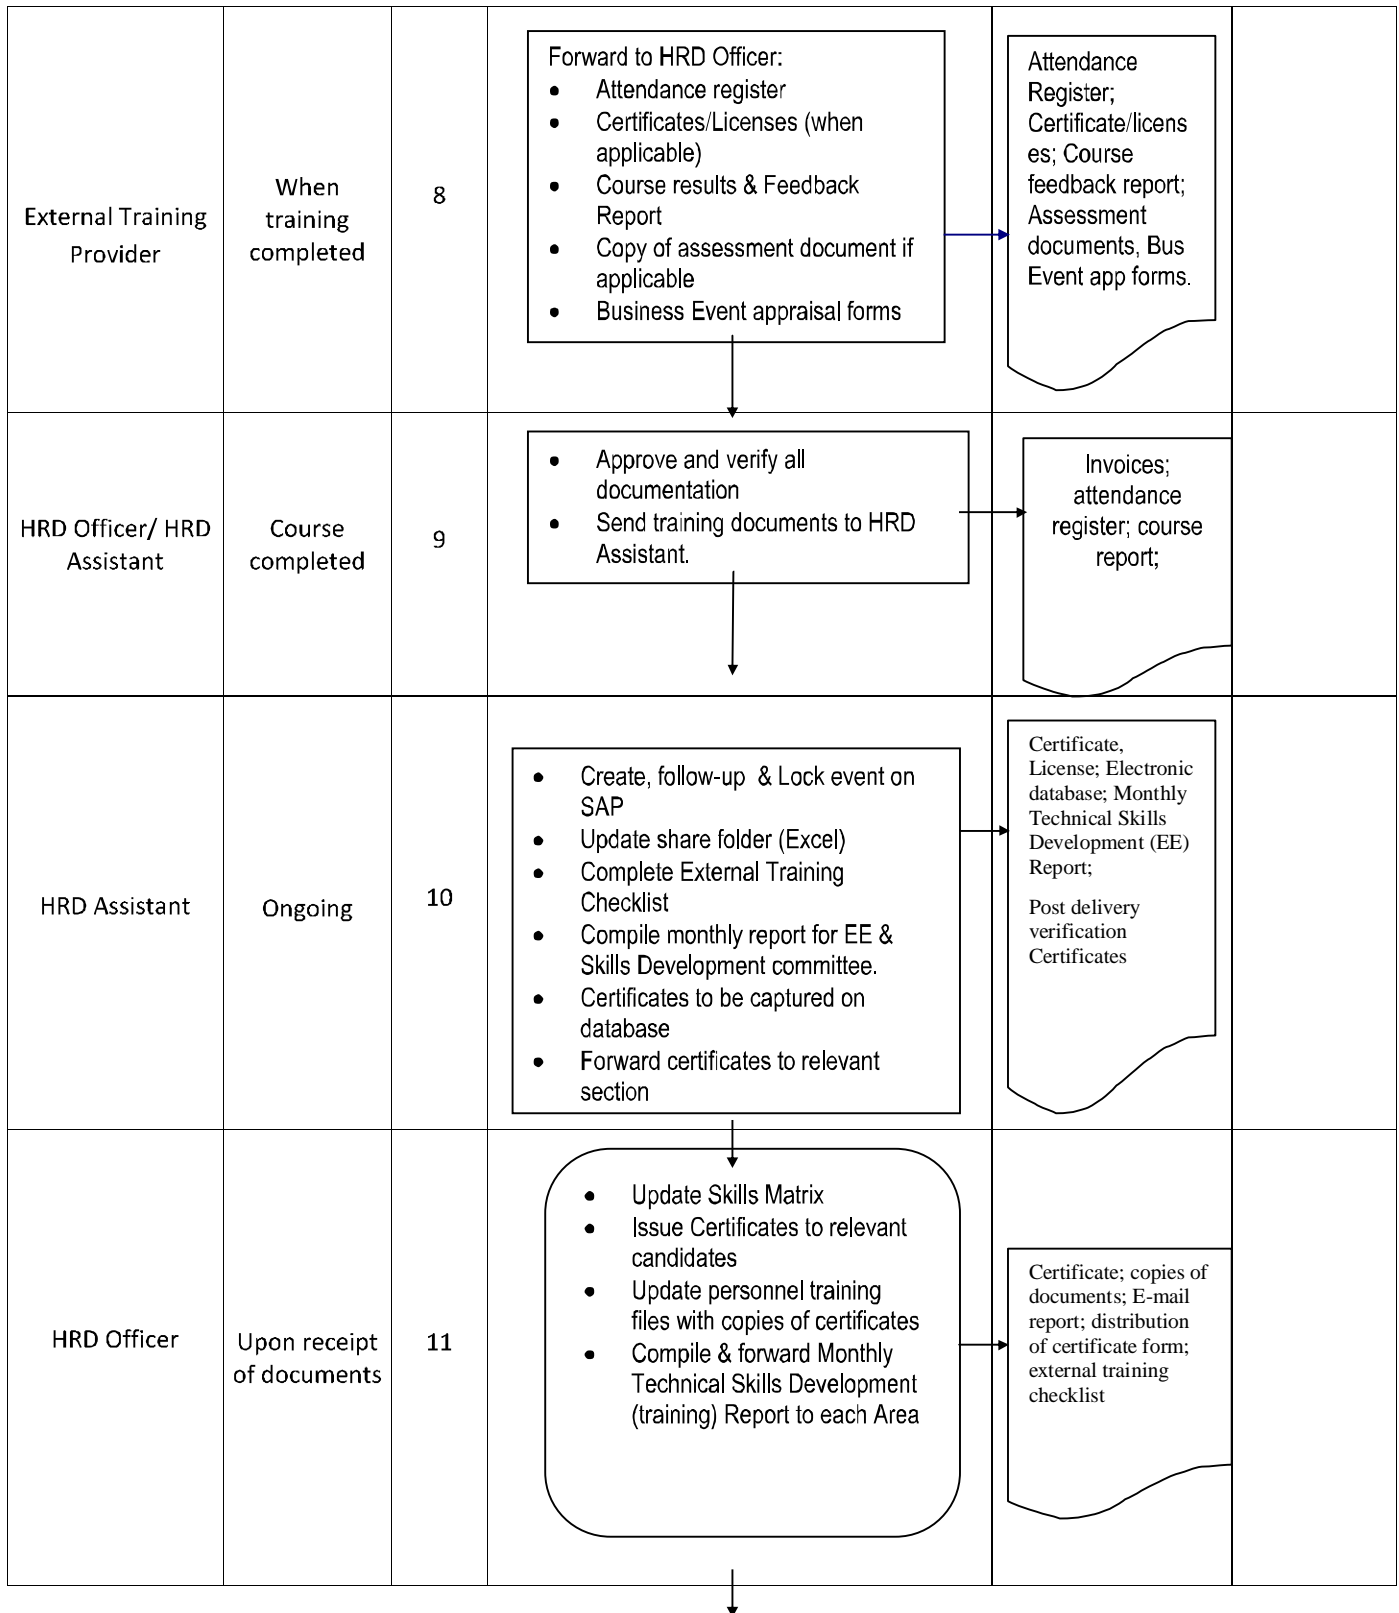 External Training
Provider
When
training
completed
8
Forward to HRD Officer:
• Attendance register
• Certificates/Licenses (when
applicable)
• Course results & Feedback
Report
• Copy of assessment document if
applicable
• Business Event appraisal forms
Attendance
Register;
Certificate/licens
es; Course
feedback report;
Assessment
documents, Bus
Event app forms.
HRD Officer/ HRD
Assistant
Course
completed
9
• Approve and verify all
documentation
• Send training documents to HRD
Assistant.
Invoices;
attendance
register; course
report;
HRD Assistant
Ongoing
10
• Create, follow-up & Lock event on
SAP
• Update share folder (Excel)
• Complete External Training
Checklist
• Compile monthly report for EE &
Skills Development committee.
• Certificates to be captured on
database
• Forward certificates to relevant
section
Certificate,
License; Electronic
database; Monthly
Technical Skills
Development (EE)
Report;
Post delivery
verification
Certificates
HRD Officer
Upon receipt
of documents
11
• Update Skills Matrix
• Issue Certificates to relevant
candidates
• Update personnel training
files with copies of certificates
• Compile & forward Monthly
Technical Skills Development
(training) Report to each Area
Certificate; copies of
documents; E-mail
report; distribution
of certificate form;
external training
checklist